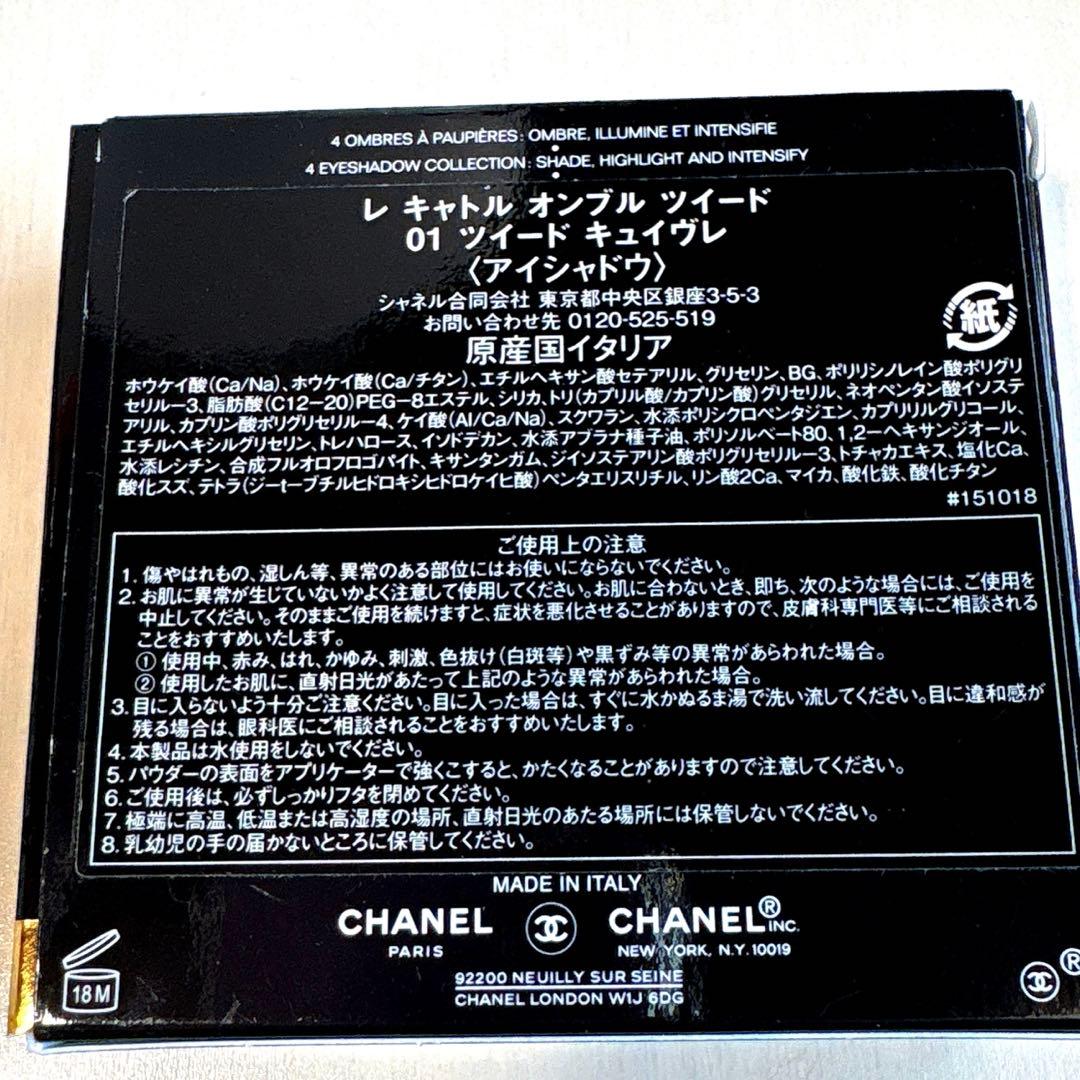 4 OMBRES À PAUPIÈRES: OMBRE, ILLUMINE ET INTENSIFIE
4 EYESHADOW COLLECTION: SHADE, HIGHLIGHT AND INTENSIFY
レ キャトル オンブル ツイード
01 ツイード キュイヴレ
〈アイシャドウ〉
シャネル合同会社 東京都中央区銀座3-5-3
お問い合わせ先 0120-525-519
原産国イタリア
紙
ホウケイ酸(Ca/Na)、ホウケイ酸(Ca/チタン)、エチルヘキサン酸セテアリル、グリセリン、BG、ポリリシノレイン酸ポリグリ
セリル－3、脂肪酸(C12－20)PEG－8エステル、シリカ、トリ(カプリル酸/カプリン酸)グリセリル、ネオペンタン酸イソステ
アリル、カプリン酸ポリグリセリル－4、ケイ酸(Al/Ca/Na)、スクワラン、水添ポリシクロペンタジエン、カプリリルグリコール、
エチルヘキシルグリセリン、トレハロース、イソドデカン、水添アブラナ種子油、ポリソルベート80、1,2－ヘキサンジオール、
水添レシチン、合成フルオロフロゴパイト、キサンタンガム、ジイソステアリン酸ポリグリセリル－3、トチャカエキス、塩化Ca、
酸化スズ、テトラ(ジーt－ブチルヒドロキシヒドロケイヒ酸)ペンタエリスリチル、リン酸2Ca、マイカ、酸化鉄、酸化チタン
#151018
ご使用上の注意
1. 傷やはれもの、湿しん等、異常のある部位にはお使いにならないでください。
2. お肌に異常が生じていないかよく注意して使用してください。お肌に合わないとき、即ち、次のような場合には、ご使用を
中止してください。そのままご使用を続けますと、症状を悪化させることがありますので、皮膚科専門医等にご相談される
ことをおすすめいたします。
① 使用中、赤み、はれ、かゆみ、刺激、色抜け(白斑等)や黒ずみ等の異常があらわれた場合。
② 使用したお肌に、直射日光があたって上記のような異常があらわれた場合。
3. 目に入らないよう十分ご注意ください。目に入った場合は、すぐに水かぬるま湯で洗い流してください。目に違和感が
残る場合は、眼科医にご相談されることをおすすめいたします。
4. 本製品は水使用をしないでください。
5. パウダーの表面をアプリケーターで強くこすると、かたくなることがありますので注意してください。
6. ご使用後は、必ずしっかりフタを閉めてください。
7. 極端に高温、低温または高湿度の場所、直射日光のあたる場所には保管しないでください。
8. 乳幼児の手の届かないところに保管してください。
MADE IN ITALY
CHANEL CHANEL® INC.
PARIS NEW YORK, N.Y. 10019
92200 NEUILLY SUR SEINE
CHANEL LONDON W1J 6DG
18M
®